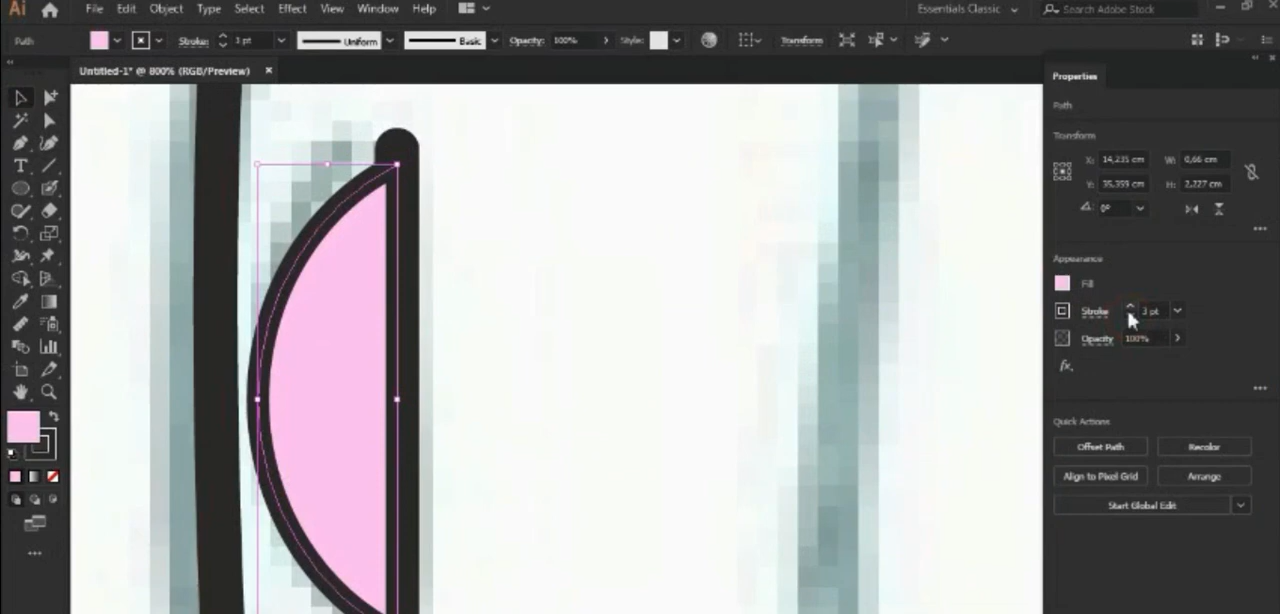 Ai File Edit Object Type Select Effect View Window Help Essentials Classic Search Adobe Stock
Path Stroke: 3 pt Uniform Basic Opacity: 100% Style: Transform
Untitled-1* @ 800% (RGB/Preview) ×
Properties
Path
Transform
X: 14,235 cm W: 0,66 cm
Y: 35,359 cm H: 2,227 cm
0°
Appearance
Fill
Stroke 3 pt
Opacity 100%
fx.
Quick Actions
Offset Path Recolor
Align to Pixel Grid Arrange
Start Global Edit